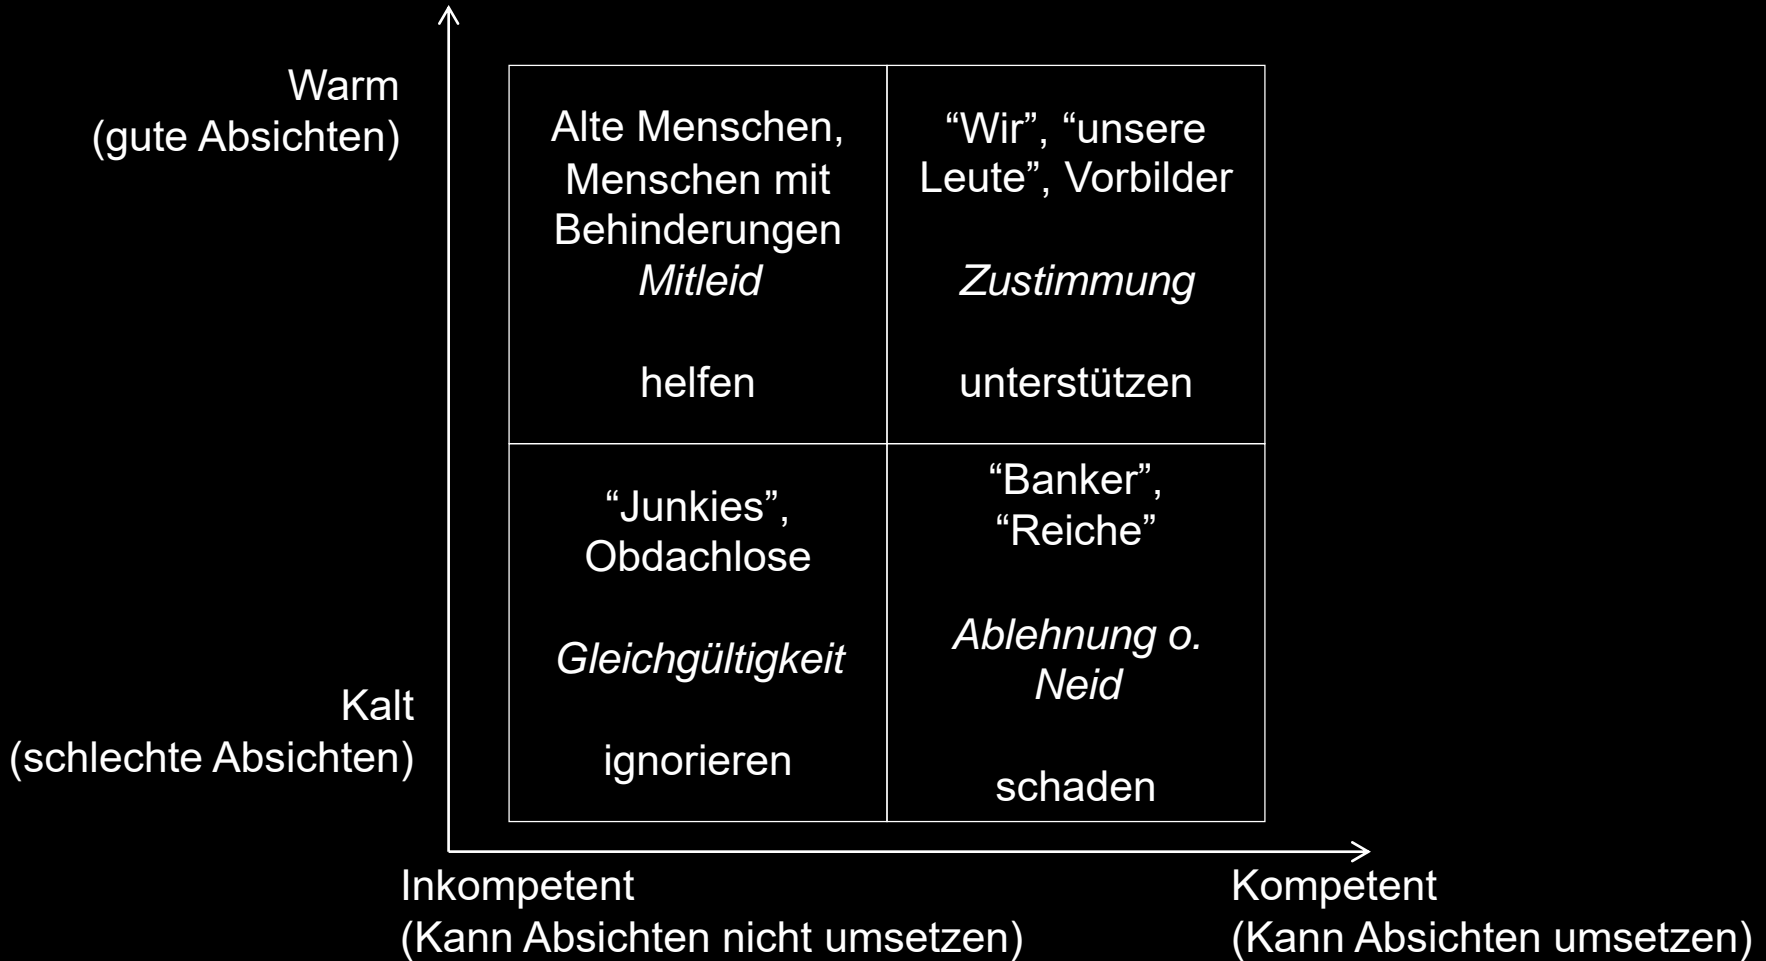 Warm
(gute Absichten)
Alte Menschen,
Menschen mit
Behinderungen
Mitleid
helfen
“Wir”, “unsere
Leute”, Vorbilder
Zustimmung
unterstützen
“Junkies”,
Obdachlose
Gleichgültigkeit
ignorieren
“Banker”,
“Reiche”
Ablehnung o.
Neid
schaden
Kalt
(schlechte Absichten)
Inkompetent
(Kann Absichten nicht umsetzen)
Kompetent
(Kann Absichten umsetzen)